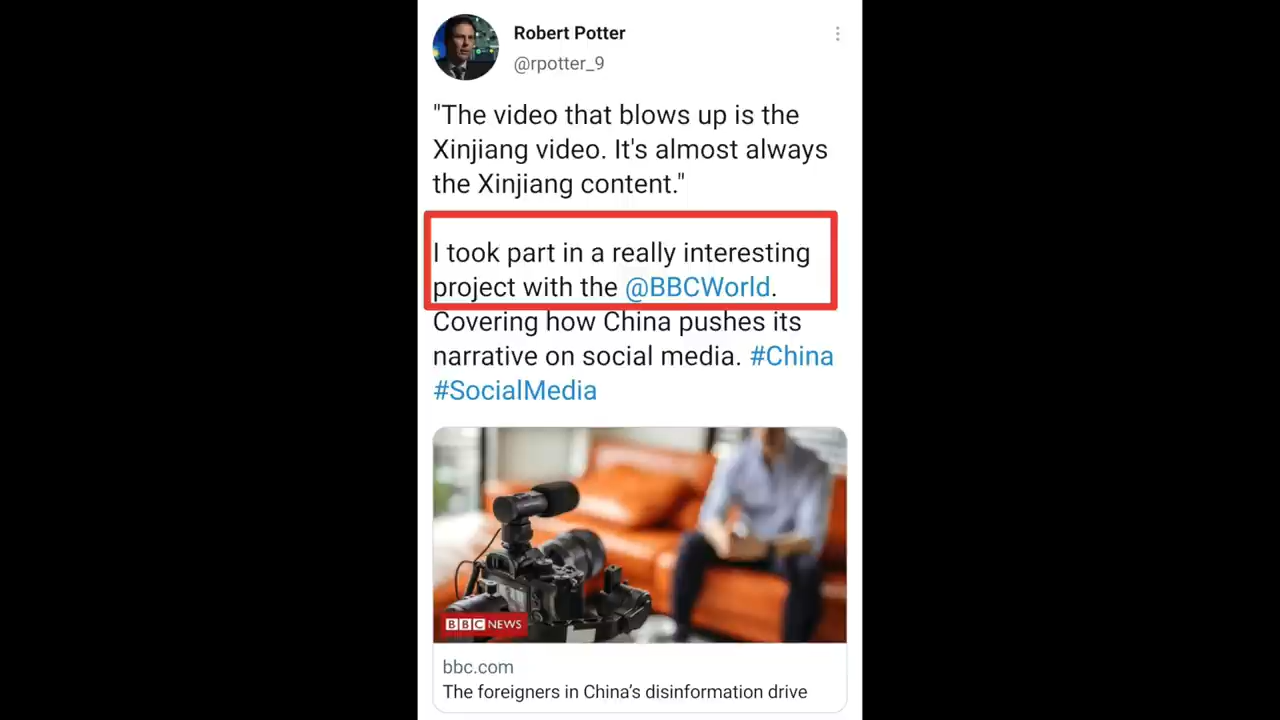 Robert Potter
@rpotter_9
"The video that blows up is the
Xinjiang video. It's almost always
the Xinjiang content."
I took part in a really interesting
project with the @BBCWorld.
Covering how China pushes its
narrative on social media. #China
#SocialMedia
BBC NEWS
bbc.com
The foreigners in China’s disinformation drive